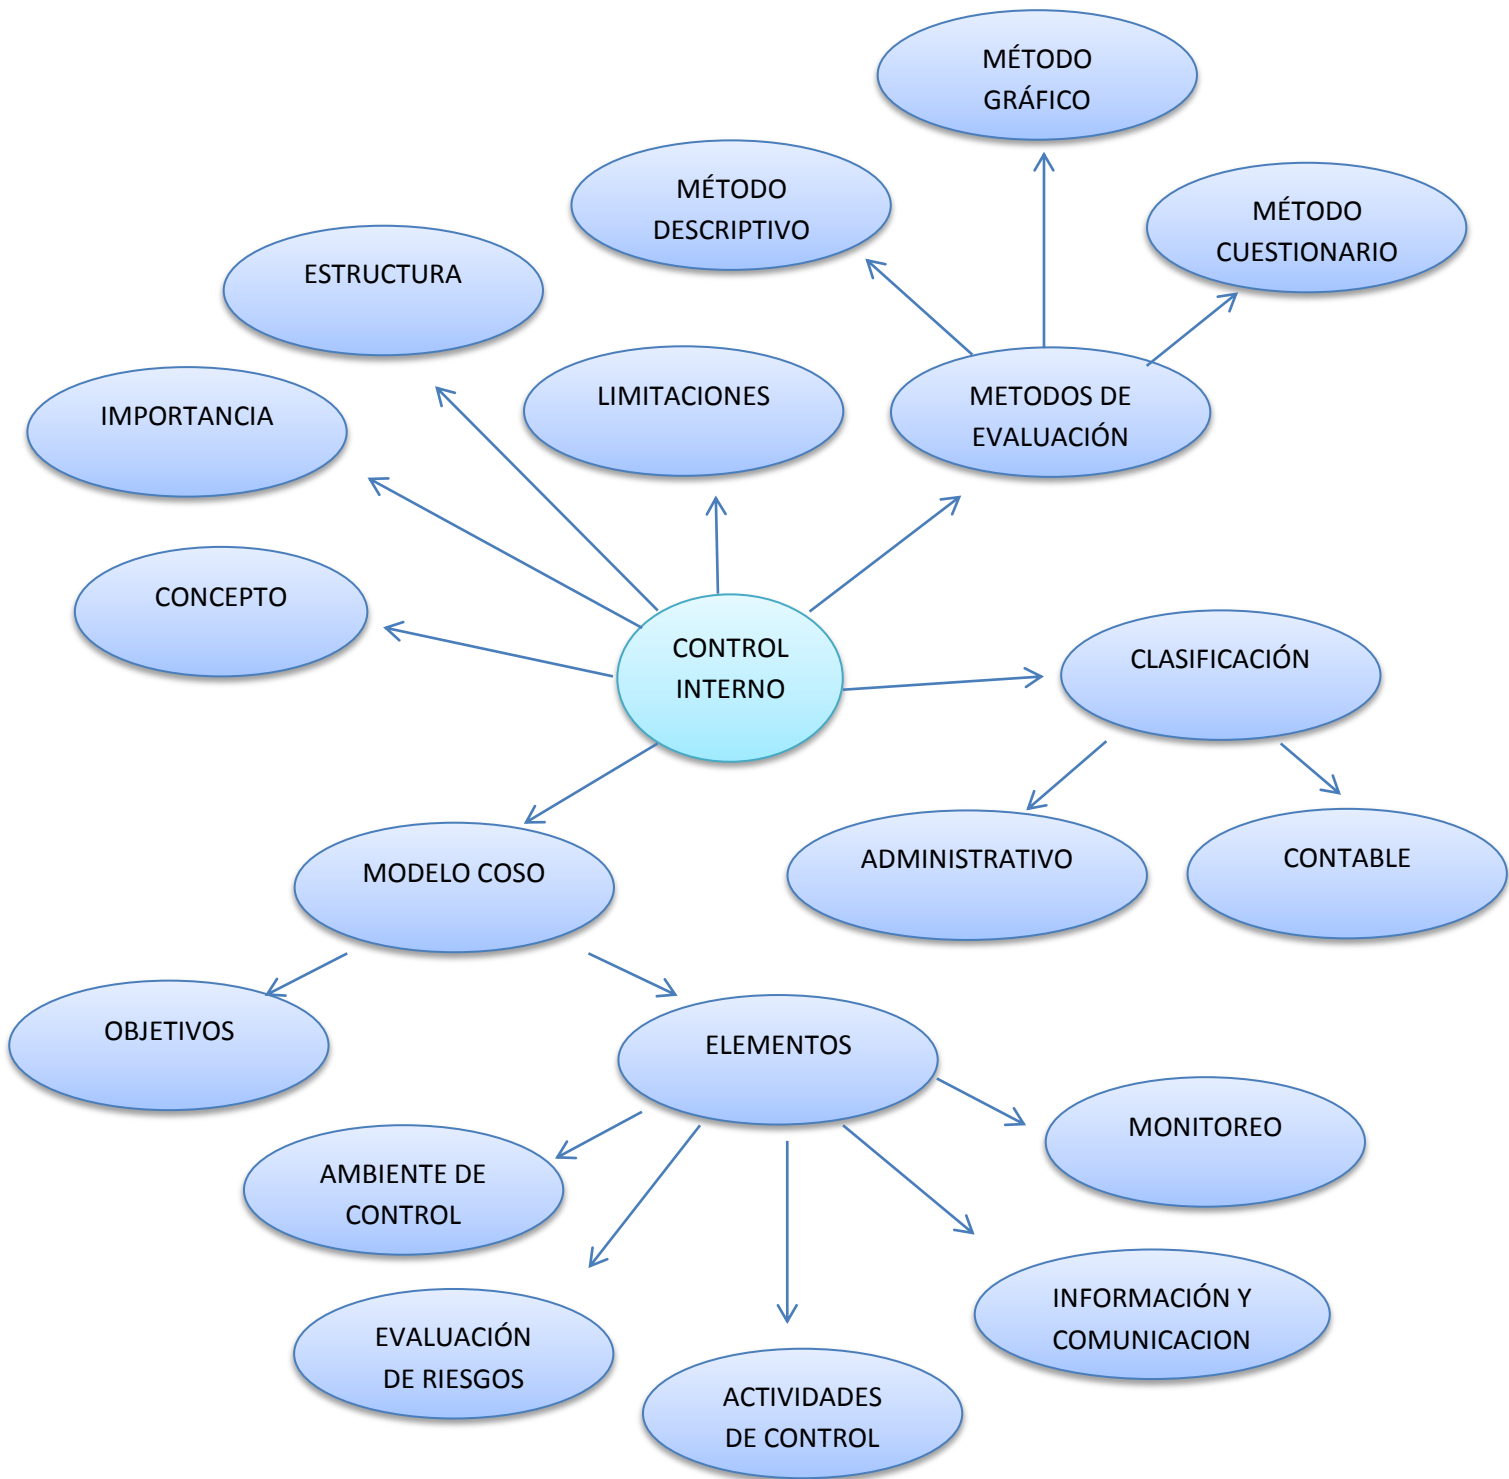 MÉTODO
GRÁFICO
MÉTODO
DESCRIPTIVO
MÉTODO
CUESTIONARIO
ESTRUCTURA
LIMITACIONES
METODOS DE
EVALUACIÓN
IMPORTANCIA
CONCEPTO
CONTROL
INTERNO
CLASIFICACIÓN
MODELO COSO
ADMINISTRATIVO
CONTABLE
OBJETIVOS
ELEMENTOS
MONITOREO
AMBIENTE DE
CONTROL
INFORMACIÓN Y
COMUNICACION
EVALUACIÓN
DE RIESGOS
ACTIVIDADES
DE CONTROL